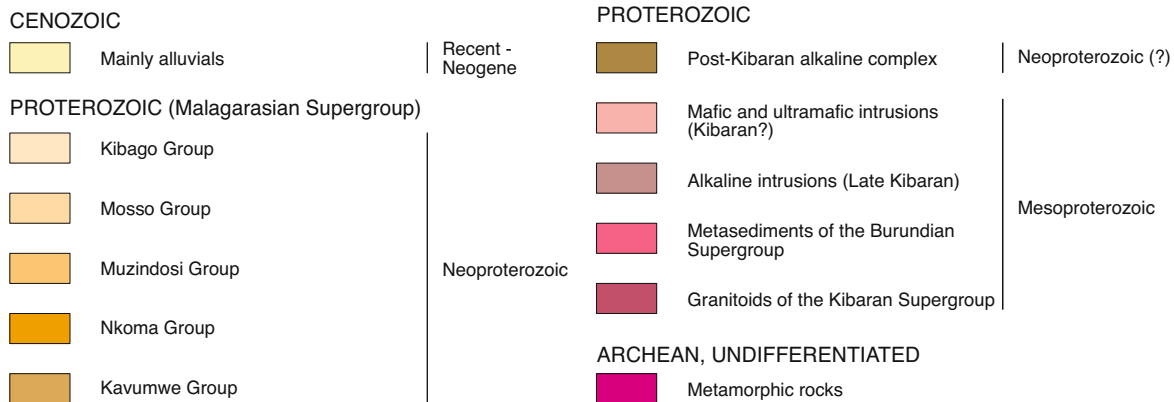 CENOZOIC
Mainly alluvials
Recent -
Neogene
PROTEROZOIC (Malagarasian Supergroup)
Kibago Group
Mosso Group
Muzindosi Group
Neoproterozoic
Nkoma Group
Kavumwe Group
PROTEROZOIC
Post-Kibaran alkaline complex
Neoproterozoic (?)
Mafic and ultramafic intrusions
(Kibaran?)
Alkaline intrusions (Late Kibaran)
Mesoproterozoic
Metasediments of the Burundian
Supergroup
Granitoids of the Kibaran Supergroup
ARCHEAN, UNDIFFERENTIATED
Metamorphic rocks